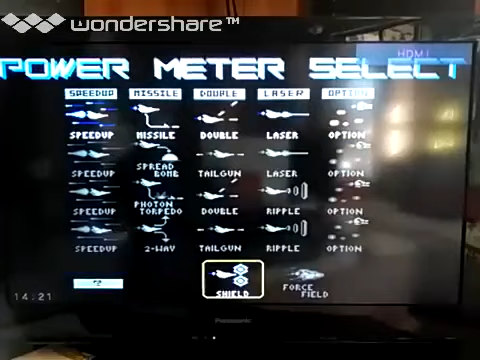 wondershare™
HDMI
POWER METER SELECT
SPEEDUP MISSILE DOUBLE LASER OPTION
SPEEDUP MISSILE DOUBLE LASER OPTION
SPEEDUP SPREAD BOMB TAILGUN LASER OPTION
SPEEDUP PHOTON TORPEDO DOUBLE RIPPLE OPTION
SPEEDUP 2-WAY TAILGUN RIPPLE OPTION
?
SHIELD FORCE FIELD
14:21
Panasonic